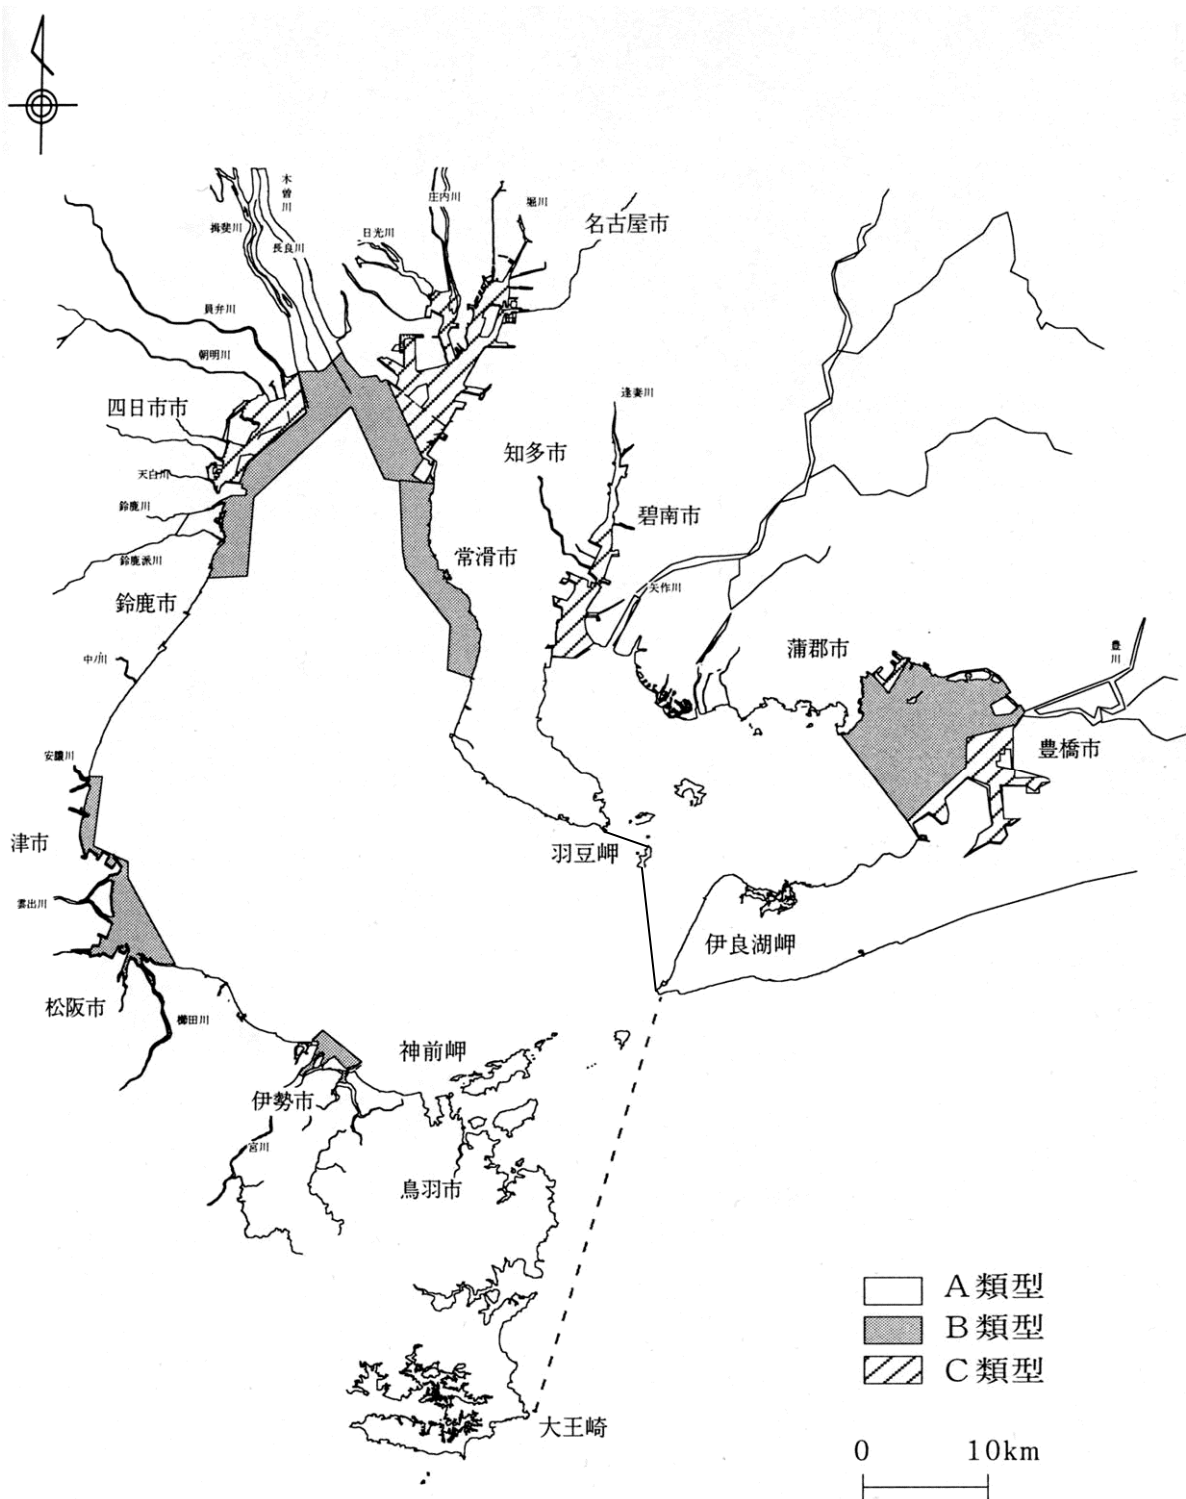 木曽川
庄内川
堀川
名古屋市
揖斐川
日光川
長良川
員弁川
朝明川
四日市市
逢妻川
知多市
天白川
鈴鹿川
碧南市
常滑市
鈴鹿派川
鈴鹿市
矢作川
蒲郡市
豊川
中ノ川
豊橋市
安濃川
津市
羽豆岬
雲出川
伊良湖岬
松阪市
櫛田川
神前岬
伊勢市
宮川
鳥羽市
A類型
B類型
C類型
大王崎
0 10km